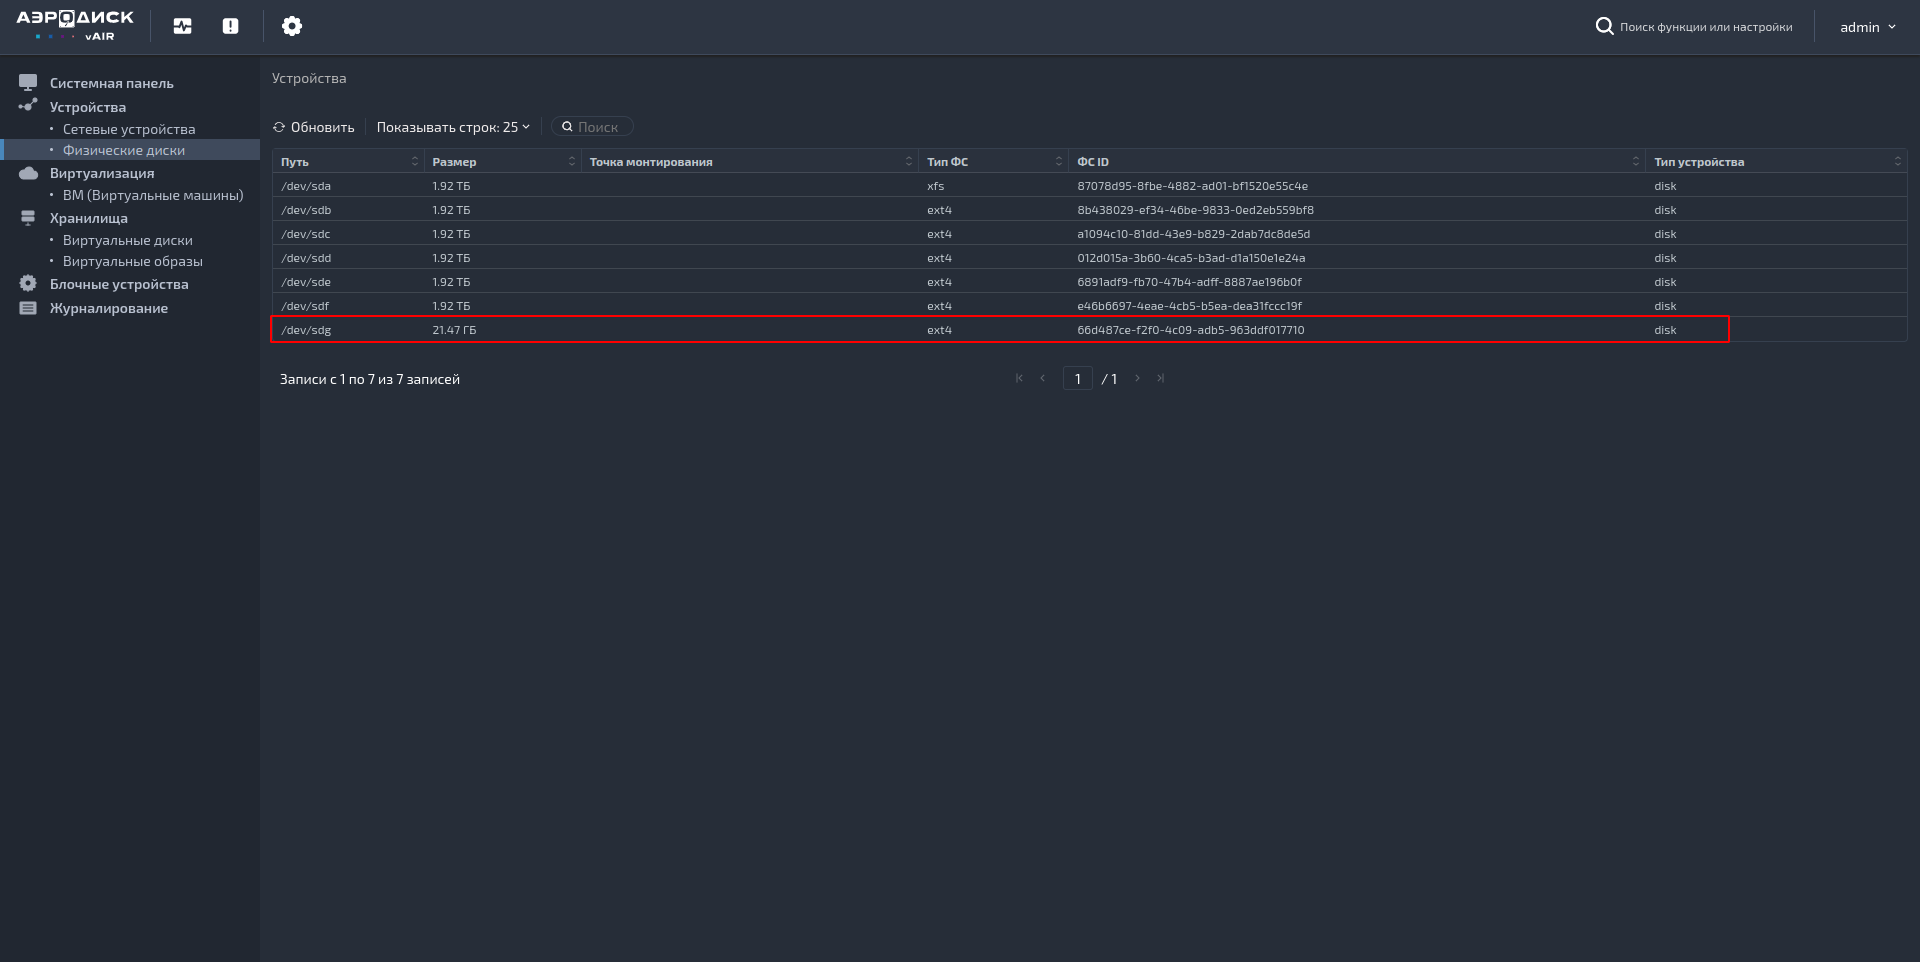 АЭРОДИСК
vAIR
Поиск функции или настройки
admin
Системная панель
Устройства
Сетевые устройства
Физические диски
Виртуализация
ВМ (Виртуальные машины)
Хранилища
Виртуальные диски
Виртуальные образы
Блочные устройства
Журналирование
Устройства
Обновить Показывать строк: 25 Поиск
Путь Размер Точка монтирования Тип ФС ФС ID Тип устройства
/dev/sda 1.92 ТБ xfs 87078d95-8fbe-4882-ad01-bf1520e55c4e disk
/dev/sdb 1.92 ТБ ext4 8b438029-ef34-46be-9833-0ed2eb559bf8 disk
/dev/sdc 1.92 ТБ ext4 a1094c10-81dd-43e9-b829-2dab7dc8de5d disk
/dev/sdd 1.92 ТБ ext4 012d015a-3b60-4ca5-b3ad-d1a150e1e24a disk
/dev/sde 1.92 ТБ ext4 6891adf9-fb70-47b4-adff-8887ae196b0f disk
/dev/sdf 1.92 ТБ ext4 e46b6697-4eae-4cb5-b5ea-dea31fccc19f disk
/dev/sdg 21.47 ГБ ext4 66d487ce-f2f0-4c09-adb5-963ddf017710 disk
Записи с 1 по 7 из 7 записей 1 / 1